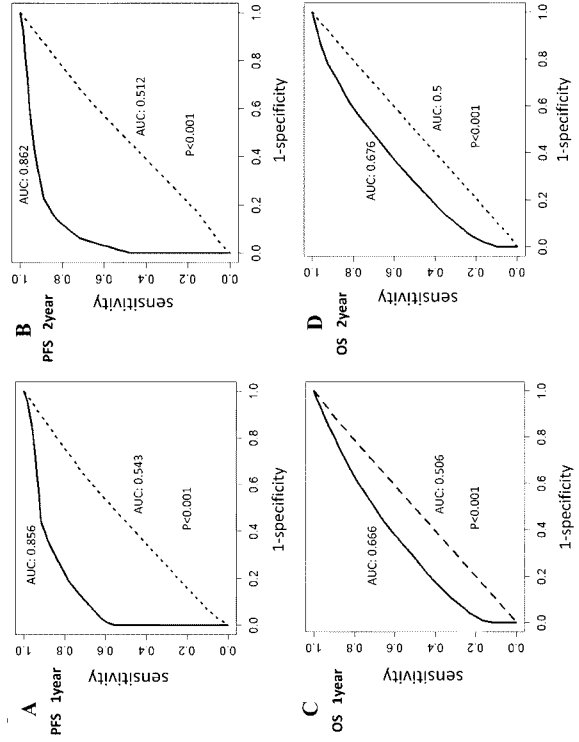 A
PFS 1year
sensitivity
0.0 0.2 0.4 0.6 0.8 1.0
AUC: 0.856
AUC: 0.543
P<0.001
0.0 0.2 0.4 0.6 0.8 1.0
1-specificity
B
PFS 2year
sensitivity
0.0 0.2 0.4 0.6 0.8 1.0
AUC: 0.862
AUC: 0.512
P<0.001
0.0 0.2 0.4 0.6 0.8 1.0
1-specificity
C
OS 1year
sensitivity
0.0 0.2 0.4 0.6 0.8 1.0
AUC: 0.666
AUC: 0.506
P<0.001
0.0 0.2 0.4 0.6 0.8 1.0
1-specificity
D
OS 2year
sensitivity
0.0 0.2 0.4 0.6 0.8 1.0
AUC: 0.676
AUC: 0.5
P<0.001
0.0 0.2 0.4 0.6 0.8 1.0
1-specificity